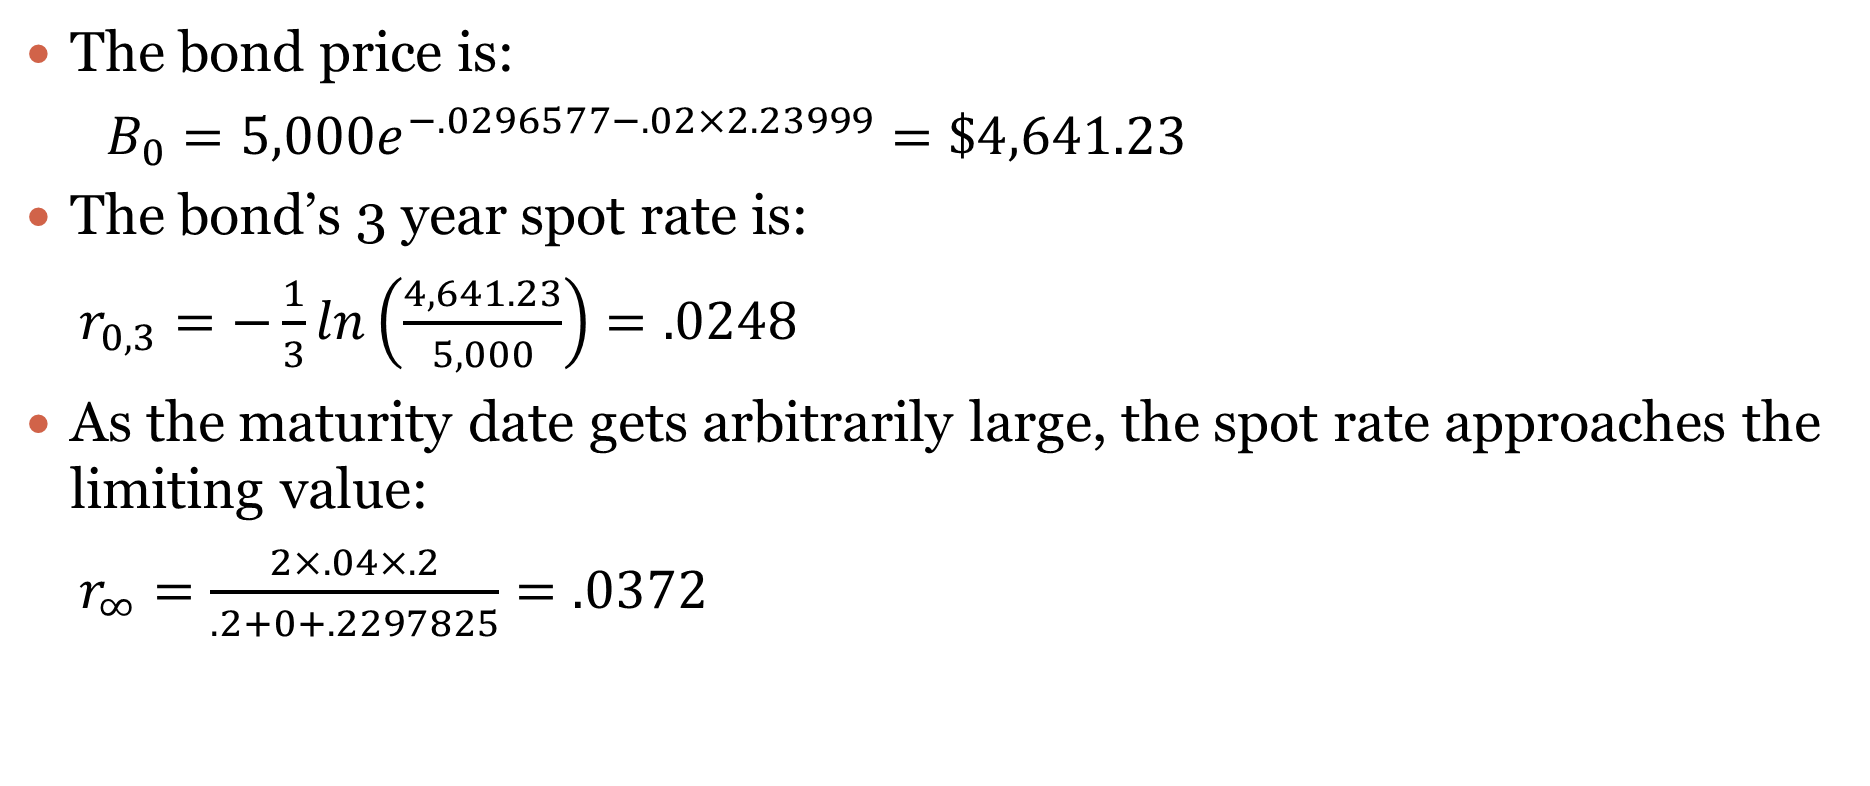 • The bond price is:
B₀ = 5,000e^(−.0296577−.02×2.23999) = $4,641.23
• The bond’s 3 year spot rate is:
r₀,₃ = −1/3 ln(4,641.23/5,000) = .0248
• As the maturity date gets arbitrarily large, the spot rate approaches the
limiting value:
r∞ = 2×.04×.2/.2+0+.2297825 = .0372